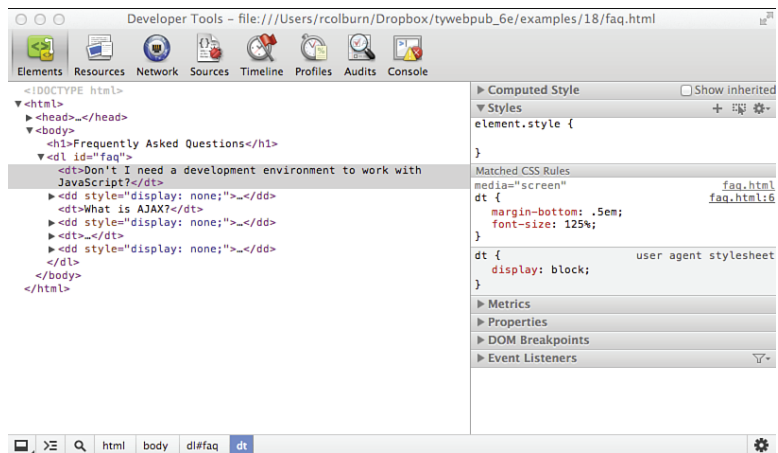 Developer Tools - file:///Users/rcolburn/Dropbox/tywebpub_6e/examples/18/faq.html
Elements Resources Network Sources Timeline Profiles Audits Console
<!DOCTYPE html>
▼<html>
▶<head>…</head>
▼<body>
<h1>Frequently Asked Questions</h1>
▼<dl id="faq">
<dt>Don't I need a development environment to work with
JavaScript?</dt>
▶<dd style="display: none;">…</dd>
<dt>What is AJAX?</dt>
▶<dd style="display: none;">…</dd>
▶<dt>…</dt>
▶<dd style="display: none;">…</dd>
</dl>
</body>
</html>
▶ Computed Style Show inherited
▼ Styles
element.style {
}
Matched CSS Rules
media="screen" faq.html
dt { faq.html:6
margin-bottom: .5em;
font-size: 125%;
}
dt { user agent stylesheet
display: block;
}
▶ Metrics
▶ Properties
▶ DOM Breakpoints
▶ Event Listeners
html body dl#faq dt